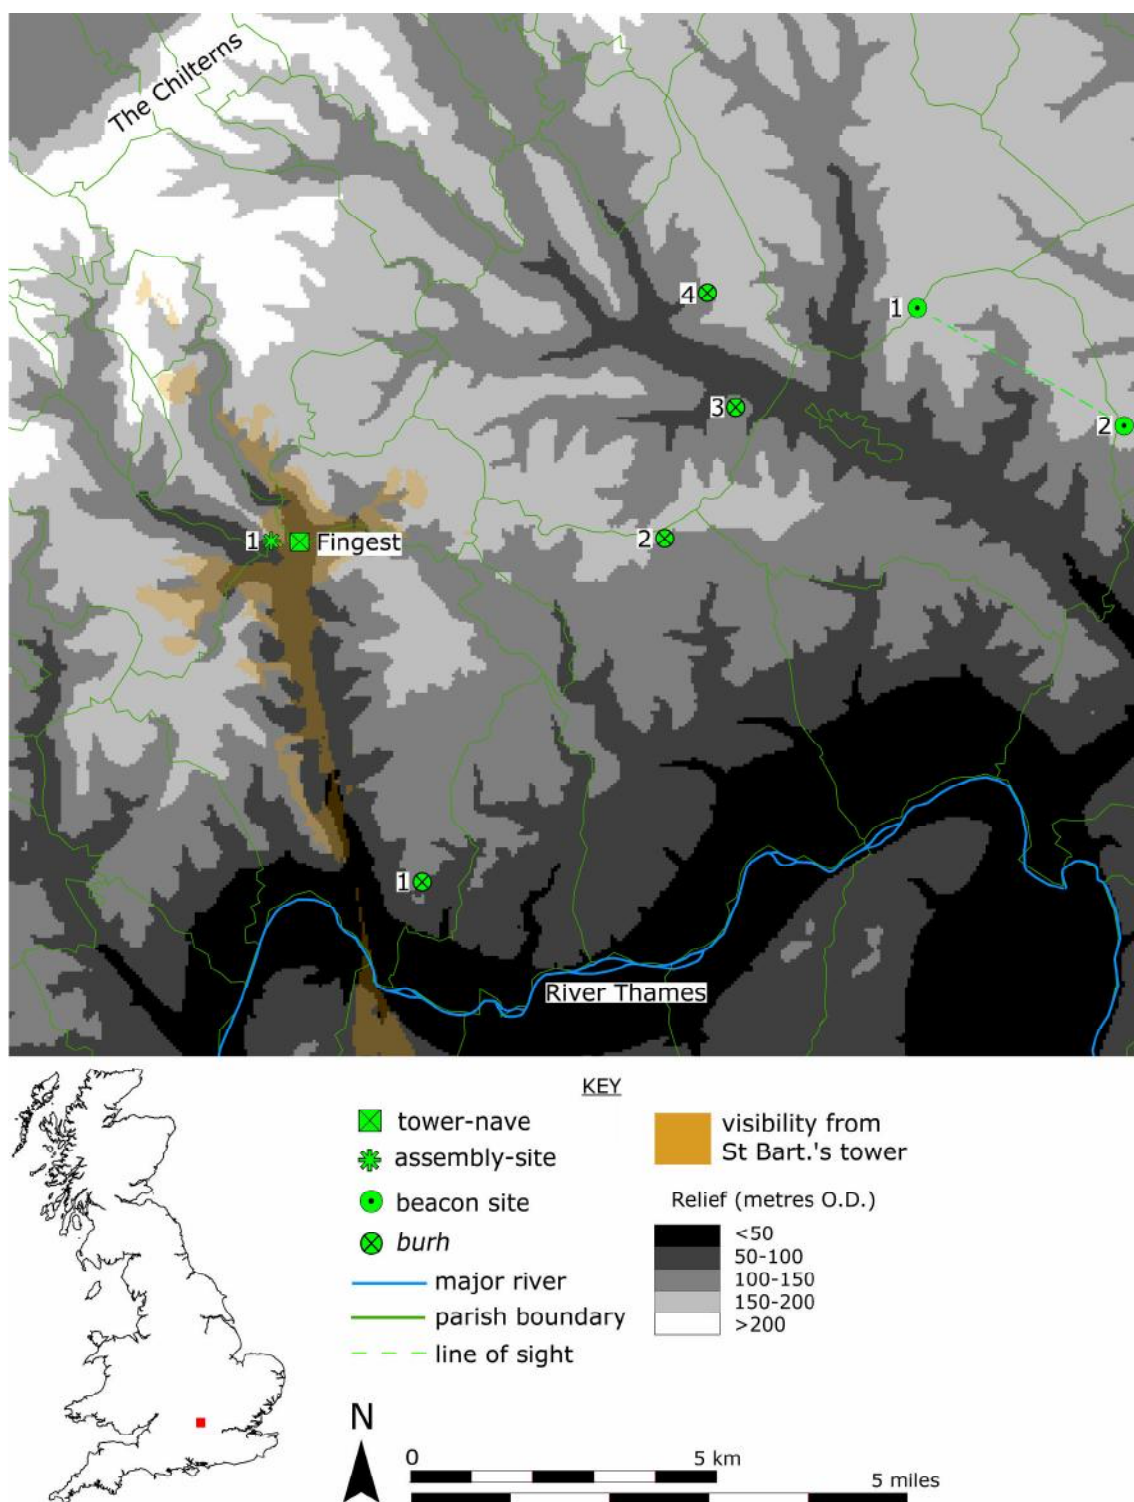 The Chilterns
4
1
3
2
1
Fingest
2
1
River Thames
KEY
tower-nave
assembly-site
beacon site
burh
major river
parish boundary
line of sight
visibility from
St Bart.'s tower
Relief (metres O.D.)
<50
50-100
100-150
150-200
>200
N
0
5 km
5 miles